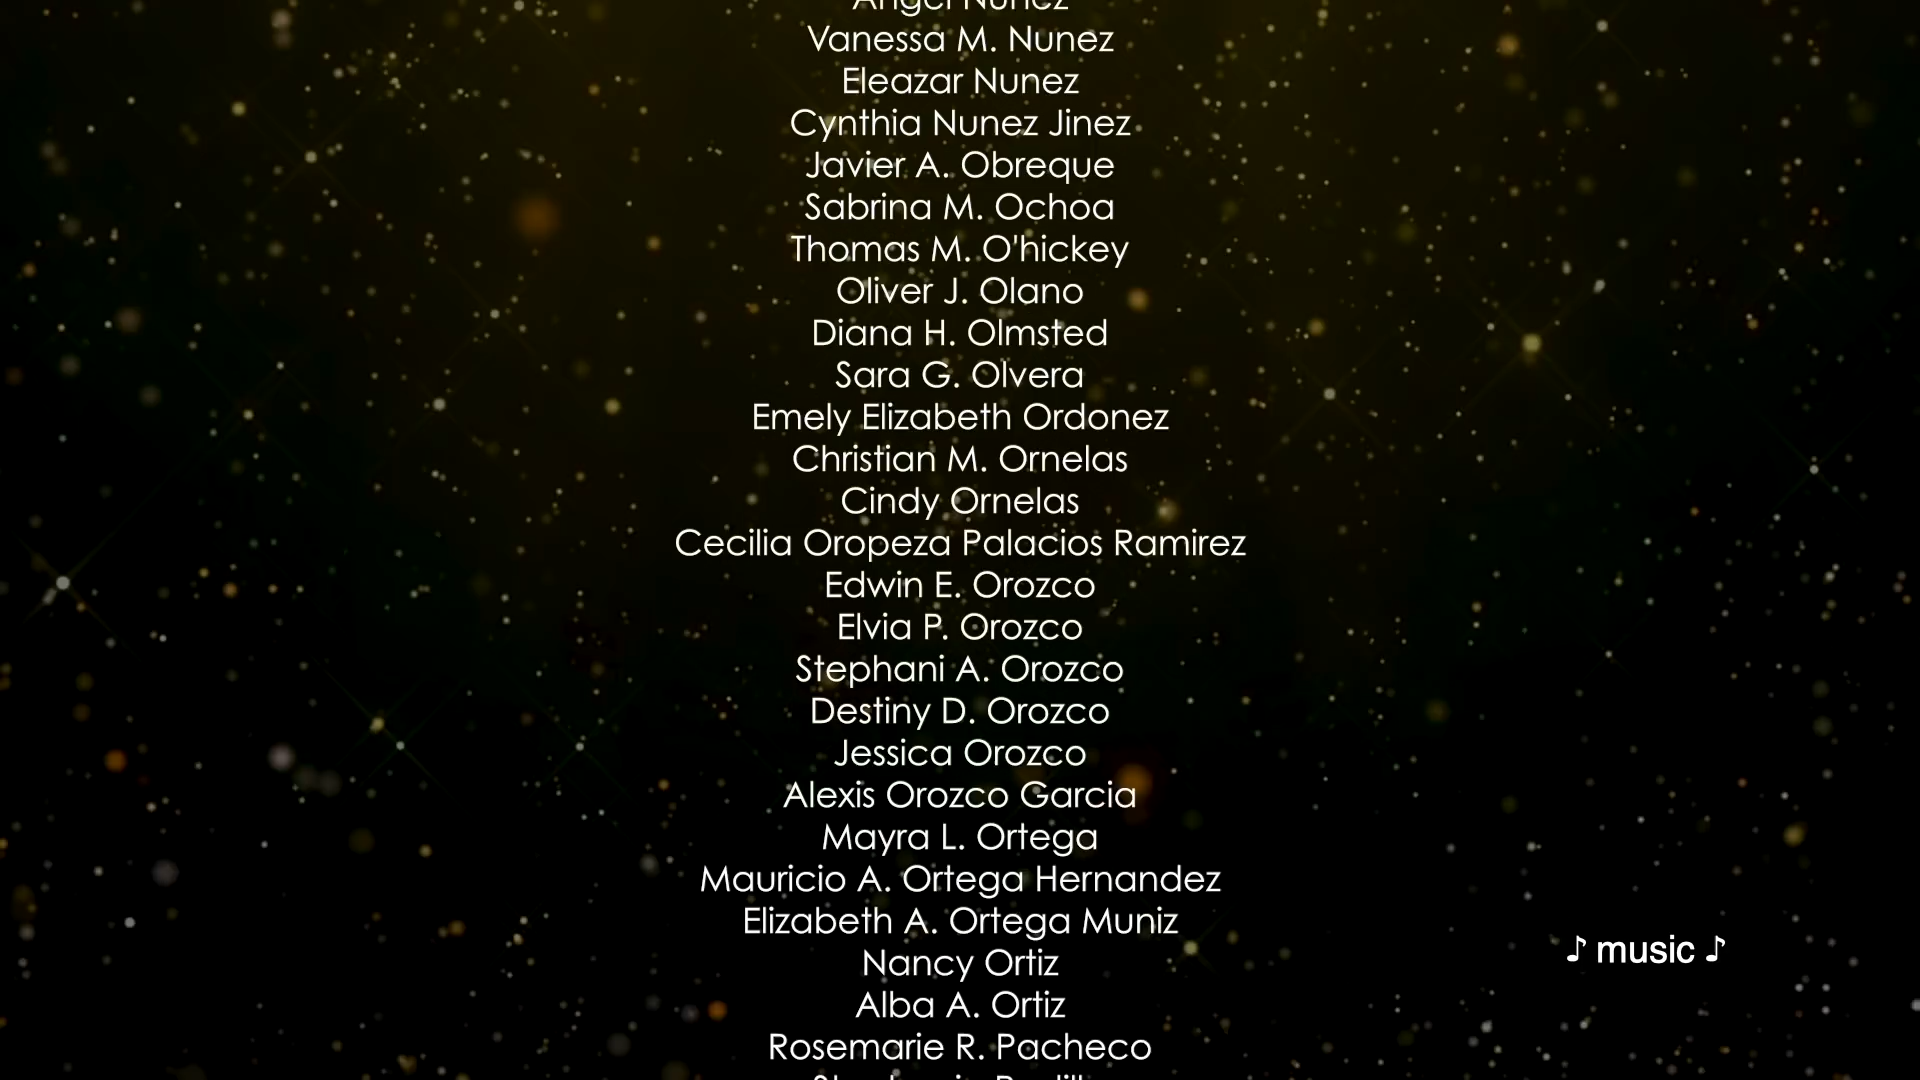 Angel Nunez
Vanessa M. Nunez
Eleazar Nunez
Cynthia Nunez Jinez
Javier A. Obreque
Sabrina M. Ochoa
Thomas M. O'hickey
Oliver J. Olano
Diana H. Olmsted
Sara G. Olvera
Emely Elizabeth Ordonez
Christian M. Ornelas
Cindy Ornelas
Cecilia Oropeza Palacios Ramirez
Edwin E. Orozco
Elvia P. Orozco
Stephani A. Orozco
Destiny D. Orozco
Jessica Orozco
Alexis Orozco Garcia
Mayra L. Ortega
Mauricio A. Ortega Hernandez
Elizabeth A. Ortega Muniz
♪ music ♪
Nancy Ortiz
Alba A. Ortiz
Rosemarie R. Pacheco